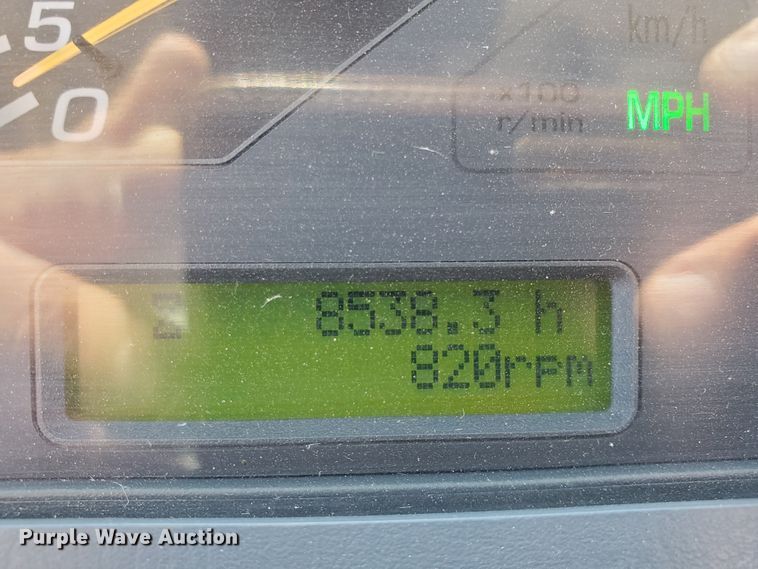 5
km/h
0
x100
r/min
MPH
8538.3 h
820rpm
Purple Wave Auction